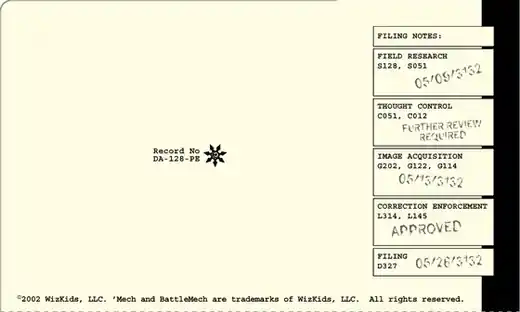 FILING NOTES:
FIELD RESEARCH
S128, S051
05/09/3132
THOUGHT CONTROL
C051, C012
FURTHER REVIEW
REQUIRED
Record No
DA-128-PE
IMAGE ACQUISITION
G202, G122, G114
05/13/3132
CORRECTION ENFORCEMENT
L314, L145
APPROVED
FILING
D327
05/26/3132
©2002 WizKids, LLC. 'Mech and BattleMech are trademarks of WizKids, LLC. All rights reserved.